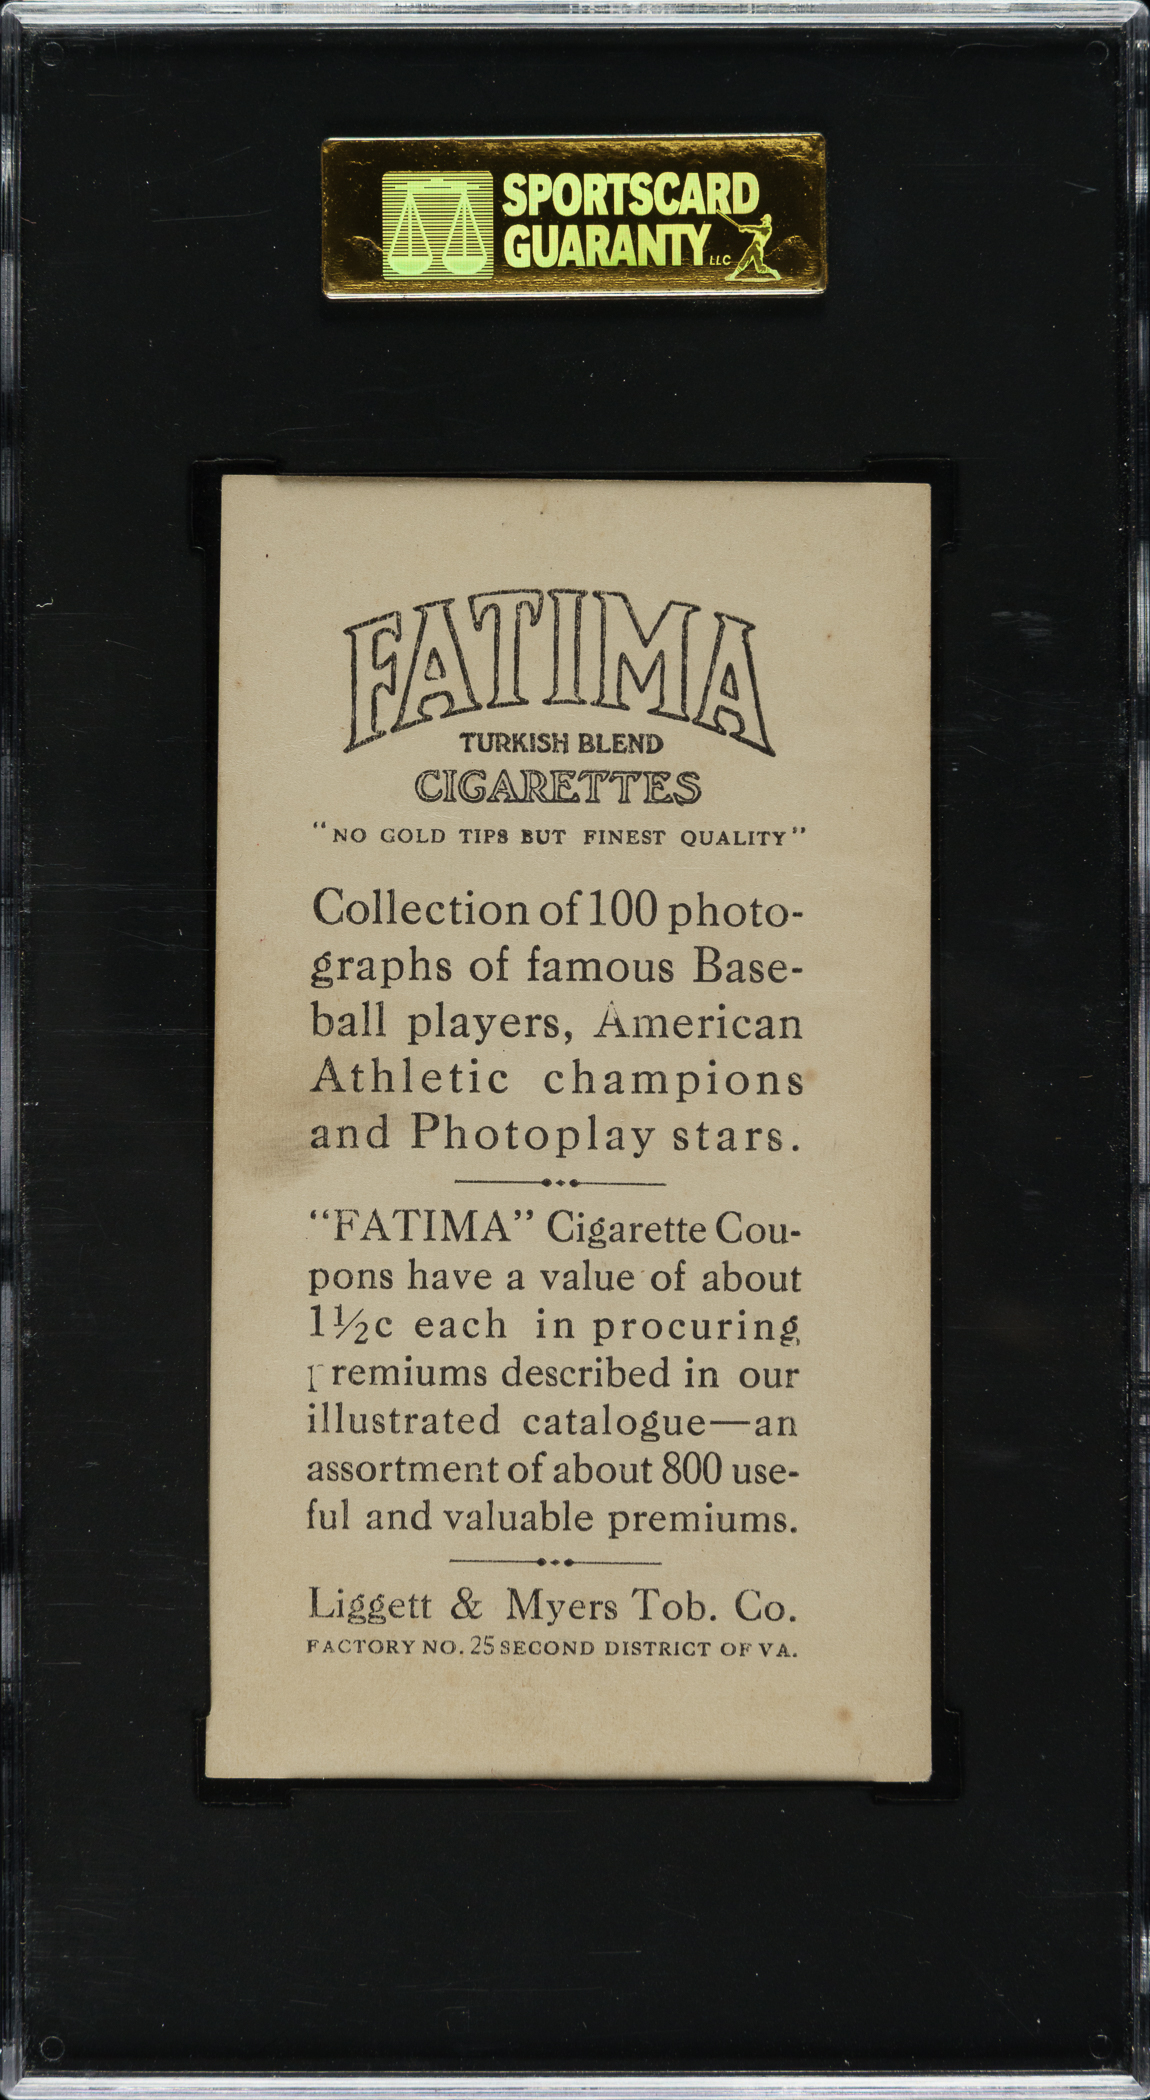 SPORTSCARD
GUARANTY LLC
FATIMA
TURKISH BLEND
CIGARETTES
"NO GOLD TIPS BUT FINEST QUALITY"
Collection of 100 photo-
graphs of famous Base-
ball players, American
Athletic champions
and Photoplay stars.
"FATIMA" Cigarette Cou-
pons have a value of about
1½c each in procuring
premiums described in our
illustrated catalogue—an
assortment of about 800 use-
ful and valuable premiums.
Liggett & Myers Tob. Co.
FACTORY NO. 25 SECOND DISTRICT OF VA.